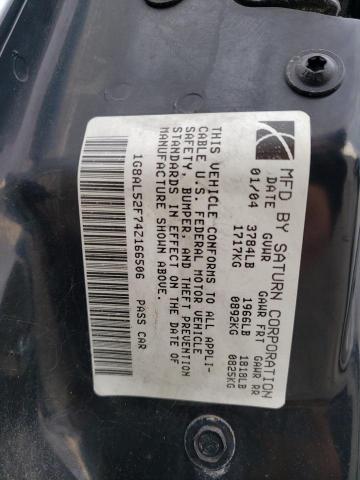 MFD BY SATURN CORPORATION
DATE GVWR GAWR FRT GAWR RR
01/04 3784LB 1966LB 1818LB
1717KG 0892KG 0825KG
THIS VEHICLE CONFORMS TO ALL APPLI-
CABLE U.S. FEDERAL MOTOR VEHICLE
SAFETY, BUMPER, AND THEFT PREVENTION
STANDARDS IN EFFECT ON THE DATE OF
MANUFACTURE SHOWN ABOVE.
1G8AL52F74Z166506 PASS CAR